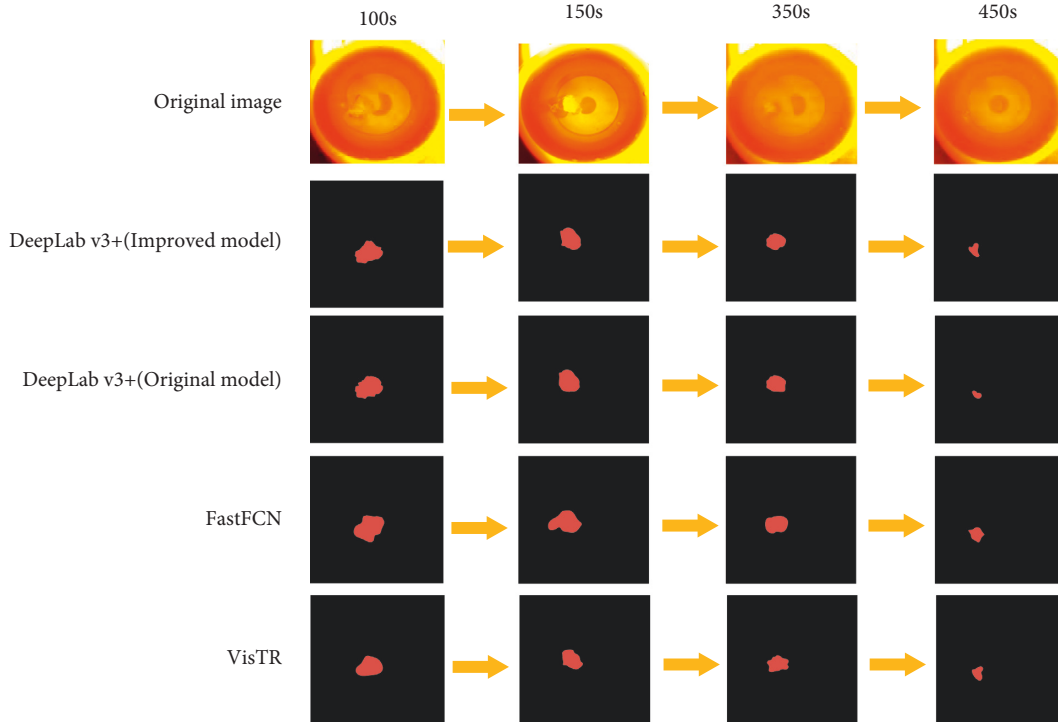 100s
150s
350s
450s
Original image
DeepLab v3+(Improved model)
DeepLab v3+(Original model)
FastFCN
VisTR